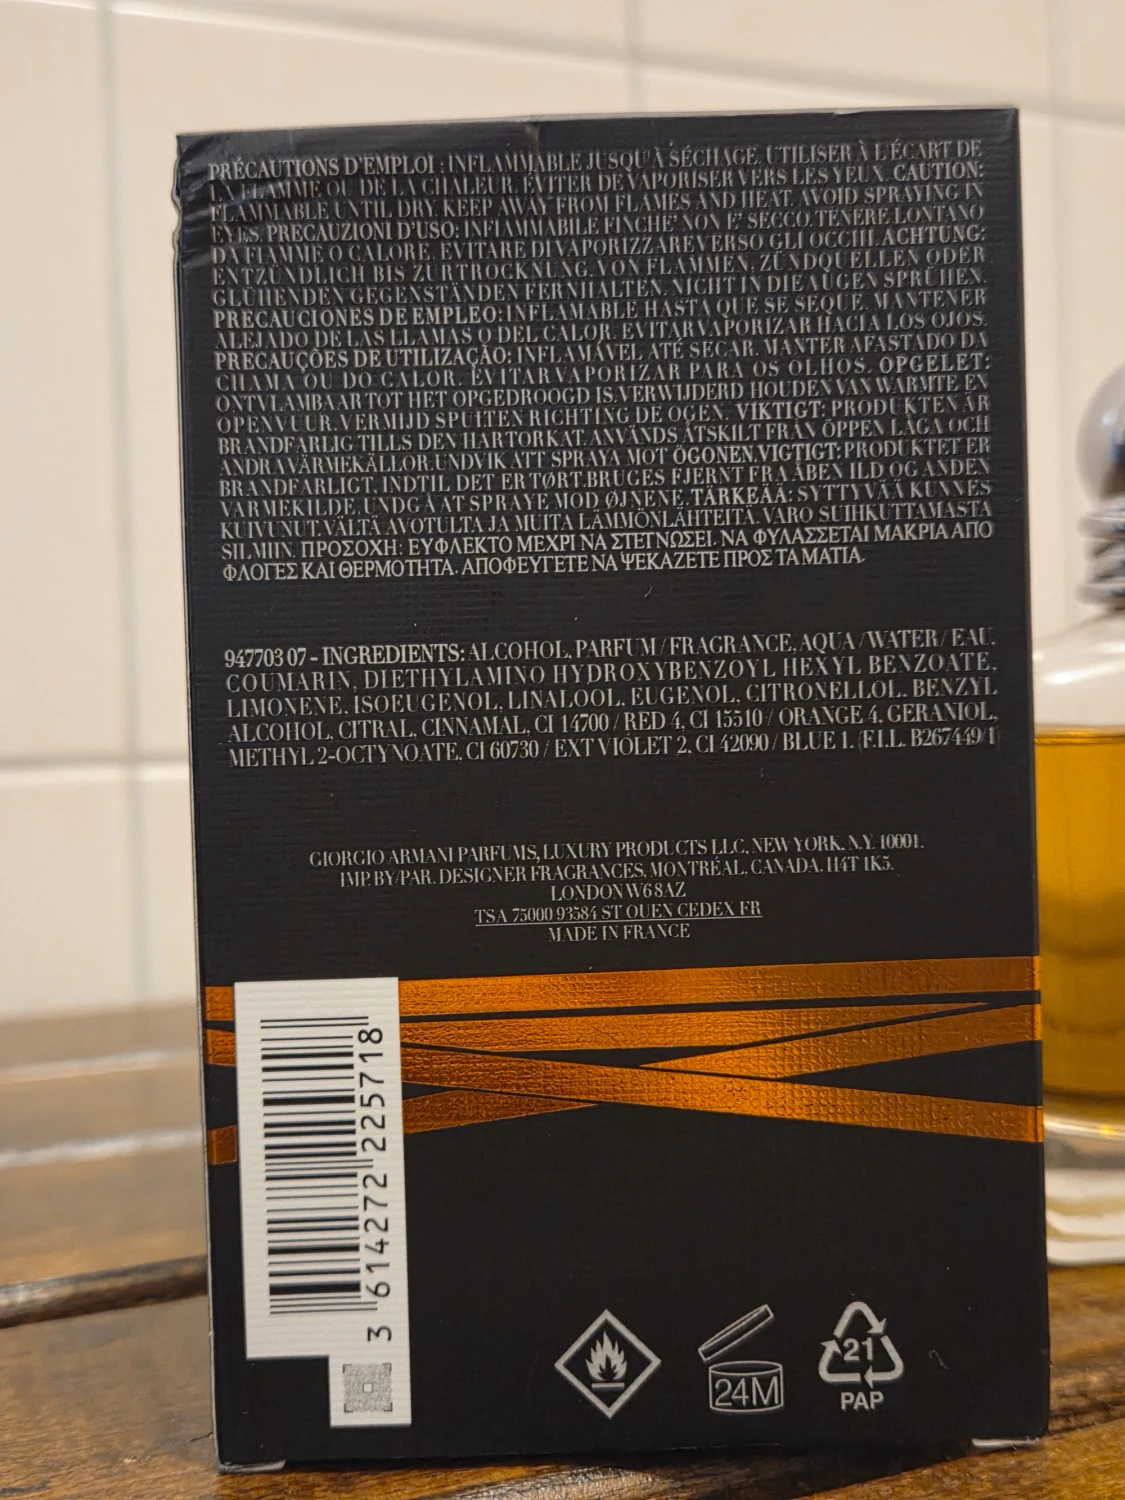 PRÉCAUTIONS D'EMPLOI : INFLAMMABLE JUSQU'À SÉCHAGE. UTILISER À L'ÉCART DE
LA FLAMME OU DE LA CHALEUR. ÉVITER DE VAPORISER VERS LES YEUX. CAUTION:
FLAMMABLE UNTIL DRY. KEEP AWAY FROM FLAMES AND HEAT. AVOID SPRAYING IN
EYES. PRECAUZIONI D'USO: INFIAMMABILE FINCHE' NON E' SECCO. TENERE LONTANO
DA FIAMME O CALORE. EVITARE DI VAPORIZZARE VERSO GLI OCCHI. ACHTUNG:
ENTZÜNDLICH BIS ZUR TROCKNUNG. VON FLAMMEN, ZÜNDQUELLEN ODER
GLÜHENDEN GEGENSTÄNDEN FERNHALTEN. NICHT IN DIE AUGEN SPRÜHEN.
PRECAUCIONES DE EMPLEO: INFLAMABLE HASTA QUE SE SEQUE. MANTENER
ALEJADO DE LAS LLAMAS O DEL CALOR. EVITAR VAPORIZAR HACIA LOS OJOS.
PRECAUÇÕES DE UTILIZAÇÃO: INFLAMÁVEL ATÉ SECAR. MANTER AFASTADO DA
CHAMA OU DO CALOR. EVITAR VAPORIZAR PARA OS OLHOS. OPGELET:
ONTVLAMBAAR TOT HET OPGEDROOGD IS. VERWIJDERD HOUDEN VAN WARMTE EN
OPEN VUUR. VERMIJD SPUITEN RICHTING DE OGEN. VIKTIGT: PRODUKTEN ÄR
BRANDFARLIG TILLS DEN HAR TORKAT. ANVÄNDS ÅTSKILT FRÅN ÖPPEN LÅGA OCH
ANDRA VÄRMEKÄLLOR. UNDVIK ATT SPRAYA MOT ÖGONEN. VIGTIGT: PRODUKTET ER
BRANDFARLIGT, INDTIL DET ER TØRT. BRUGES FJERNT FRA ÅBEN ILD OG ANDEN
VARMEKILDE. UNDGÅ AT SPRAYE MOD ØJNENE. TÄRKEÄÄ: SYTTYVÄÄ KUNNES
KUIVUNUT. VÄLTÄ AVOTULTA JA MUITA LÄMMÖNLÄHTEITÄ. VARO SUIHKUTTAMASTA
SILMIIN. ΠΡΟΣΟΧΗ: ΕΥΦΛΕΚΤΟ ΜΕΧΡΙ ΝΑ ΣΤΕΓΝΩΣΕΙ. ΝΑ ΦΥΛΑΣΣΕΤΑΙ ΜΑΚΡΙΑ ΑΠΟ
ΦΛΟΓΕΣ ΚΑΙ ΘΕΡΜΟΤΗΤΑ. ΑΠΟΦΕΥΓΕΤΕ ΝΑ ΨΕΚΑΖΕΤΕ ΠΡΟΣ ΤΑ ΜΑΤΙΑ.
947703 07 - INGREDIENTS: ALCOHOL, PARFUM / FRAGRANCE, AQUA / WATER / EAU,
COUMARIN, DIETHYLAMINO HYDROXYBENZOYL HEXYL BENZOATE,
LIMONENE, ISOEUGENOL, LINALOOL, EUGENOL, CITRONELLOL, BENZYL
ALCOHOL, CITRAL, CINNAMAL, CI 14700 / RED 4, CI 15510 / ORANGE 4, GERANIOL,
METHYL 2-OCTYNOATE, CI 60730 / EXT VIOLET 2, CI 42090 / BLUE 1. (F.I.L. B267449/1)
GIORGIO ARMANI PARFUMS, LUXURY PRODUCTS LLC, NEW YORK, N.Y. 10001.
IMP. BY/PAR. DESIGNER FRAGRANCES, MONTRÉAL, CANADA, H4T 1K5.
LONDON W6 8AZ
TSA 75000 93584 ST OUEN CEDEX FR
MADE IN FRANCE
3 614272 225718
24M
21
PAP